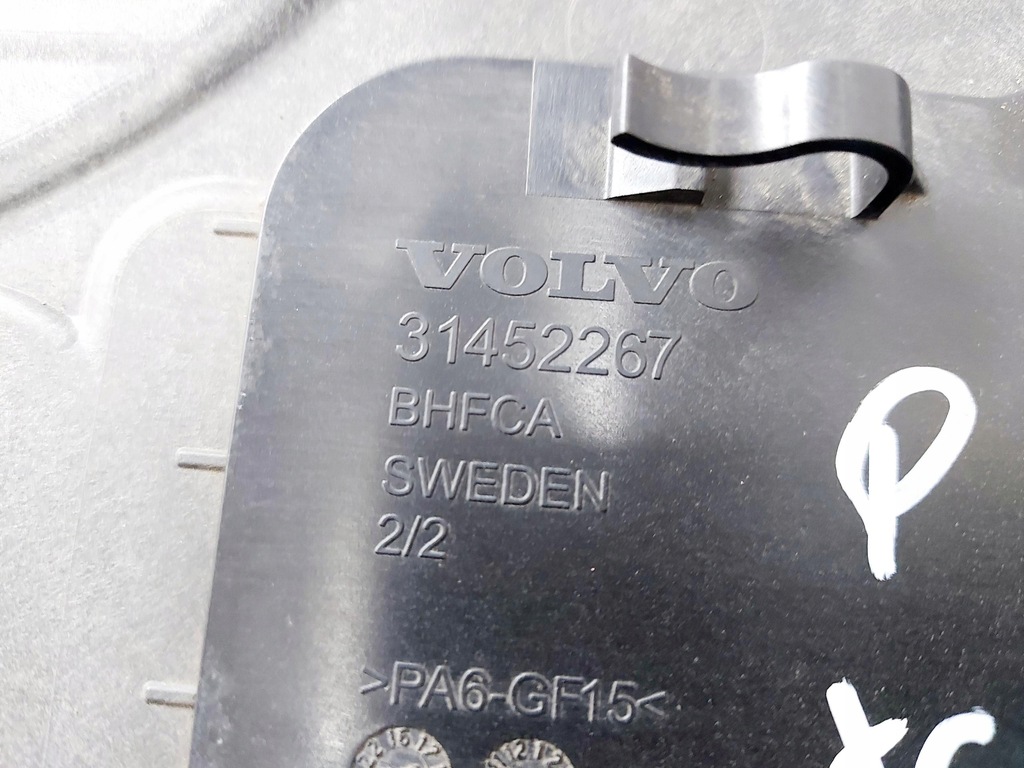 VOLVO
31452267
BHFCA
SWEDEN
2/2
>PA6-GF15<
P